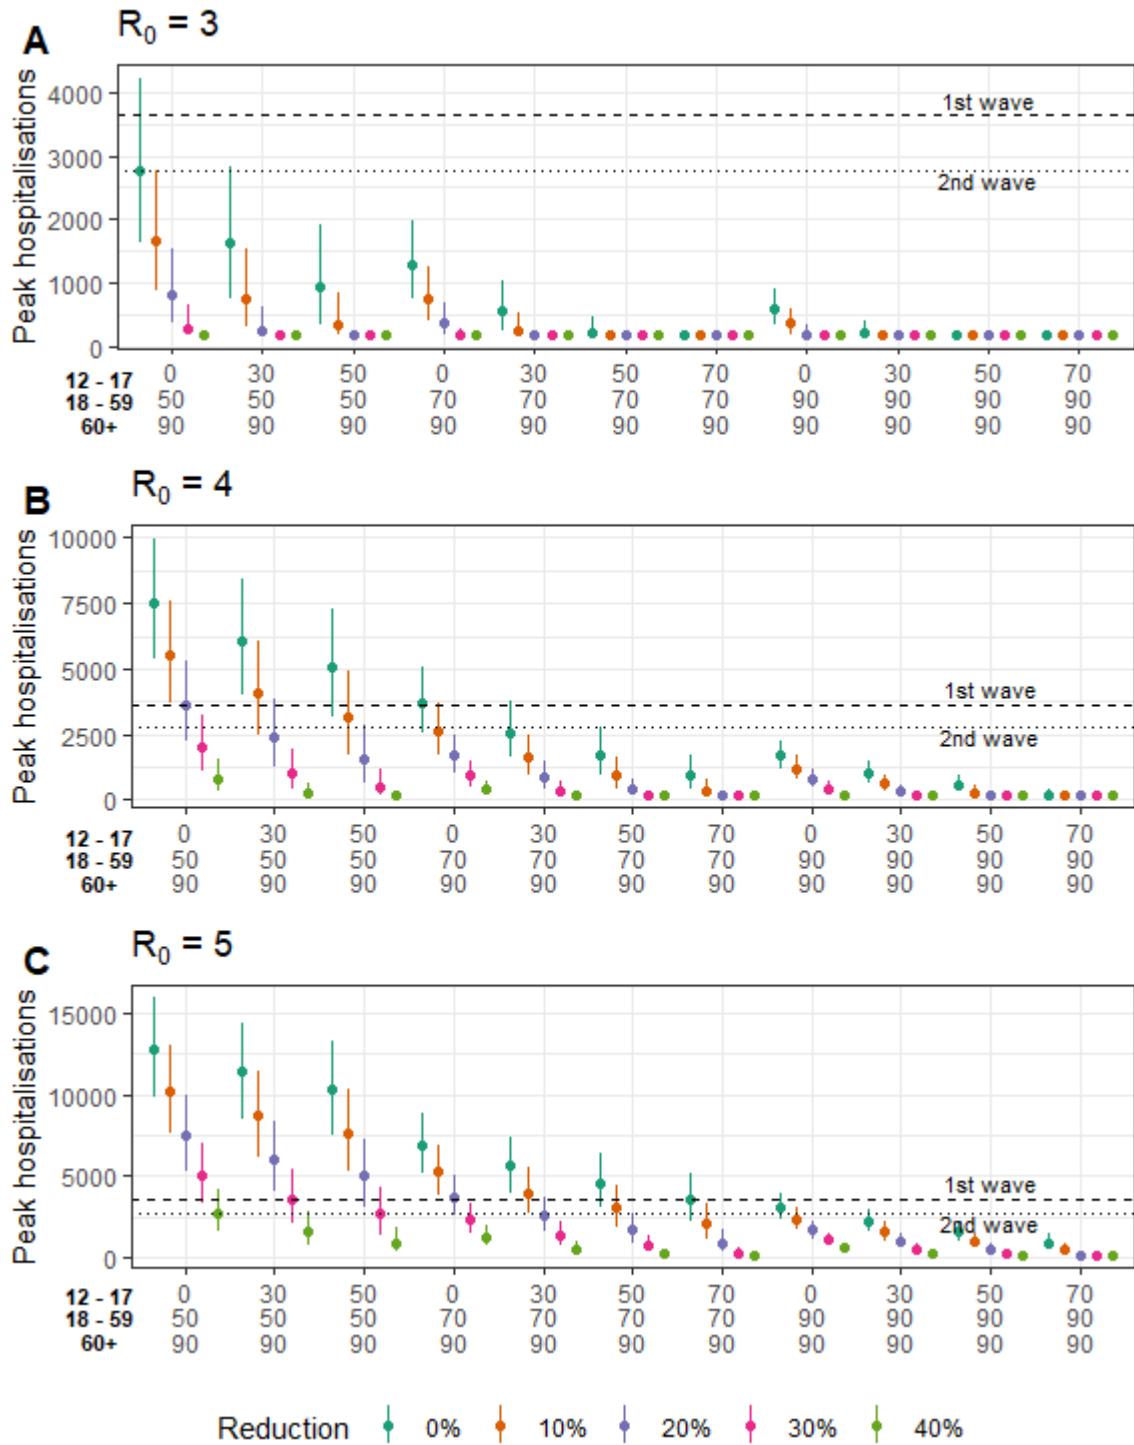 A
R0 = 3
Peak hospitalisations
4000
3000
2000
1000
0
1st wave
2nd wave
12 - 17 0 30 50 0 30 50 70 0 30 50 70
18 - 59 50 50 50 70 70 70 70 90 90 90 90
60+ 90 90 90 90 90 90 90 90 90 90 90
B
R0 = 4
Peak hospitalisations
10000
7500
5000
2500
0
1st wave
2nd wave
12 - 17 0 30 50 0 30 50 70 0 30 50 70
18 - 59 50 50 50 70 70 70 70 90 90 90 90
60+ 90 90 90 90 90 90 90 90 90 90 90
C
R0 = 5
Peak hospitalisations
15000
10000
5000
0
1st wave
2nd wave
12 - 17 0 30 50 0 30 50 70 0 30 50 70
18 - 59 50 50 50 70 70 70 70 90 90 90 90
60+ 90 90 90 90 90 90 90 90 90 90 90
Reduction 0% 10% 20% 30% 40%